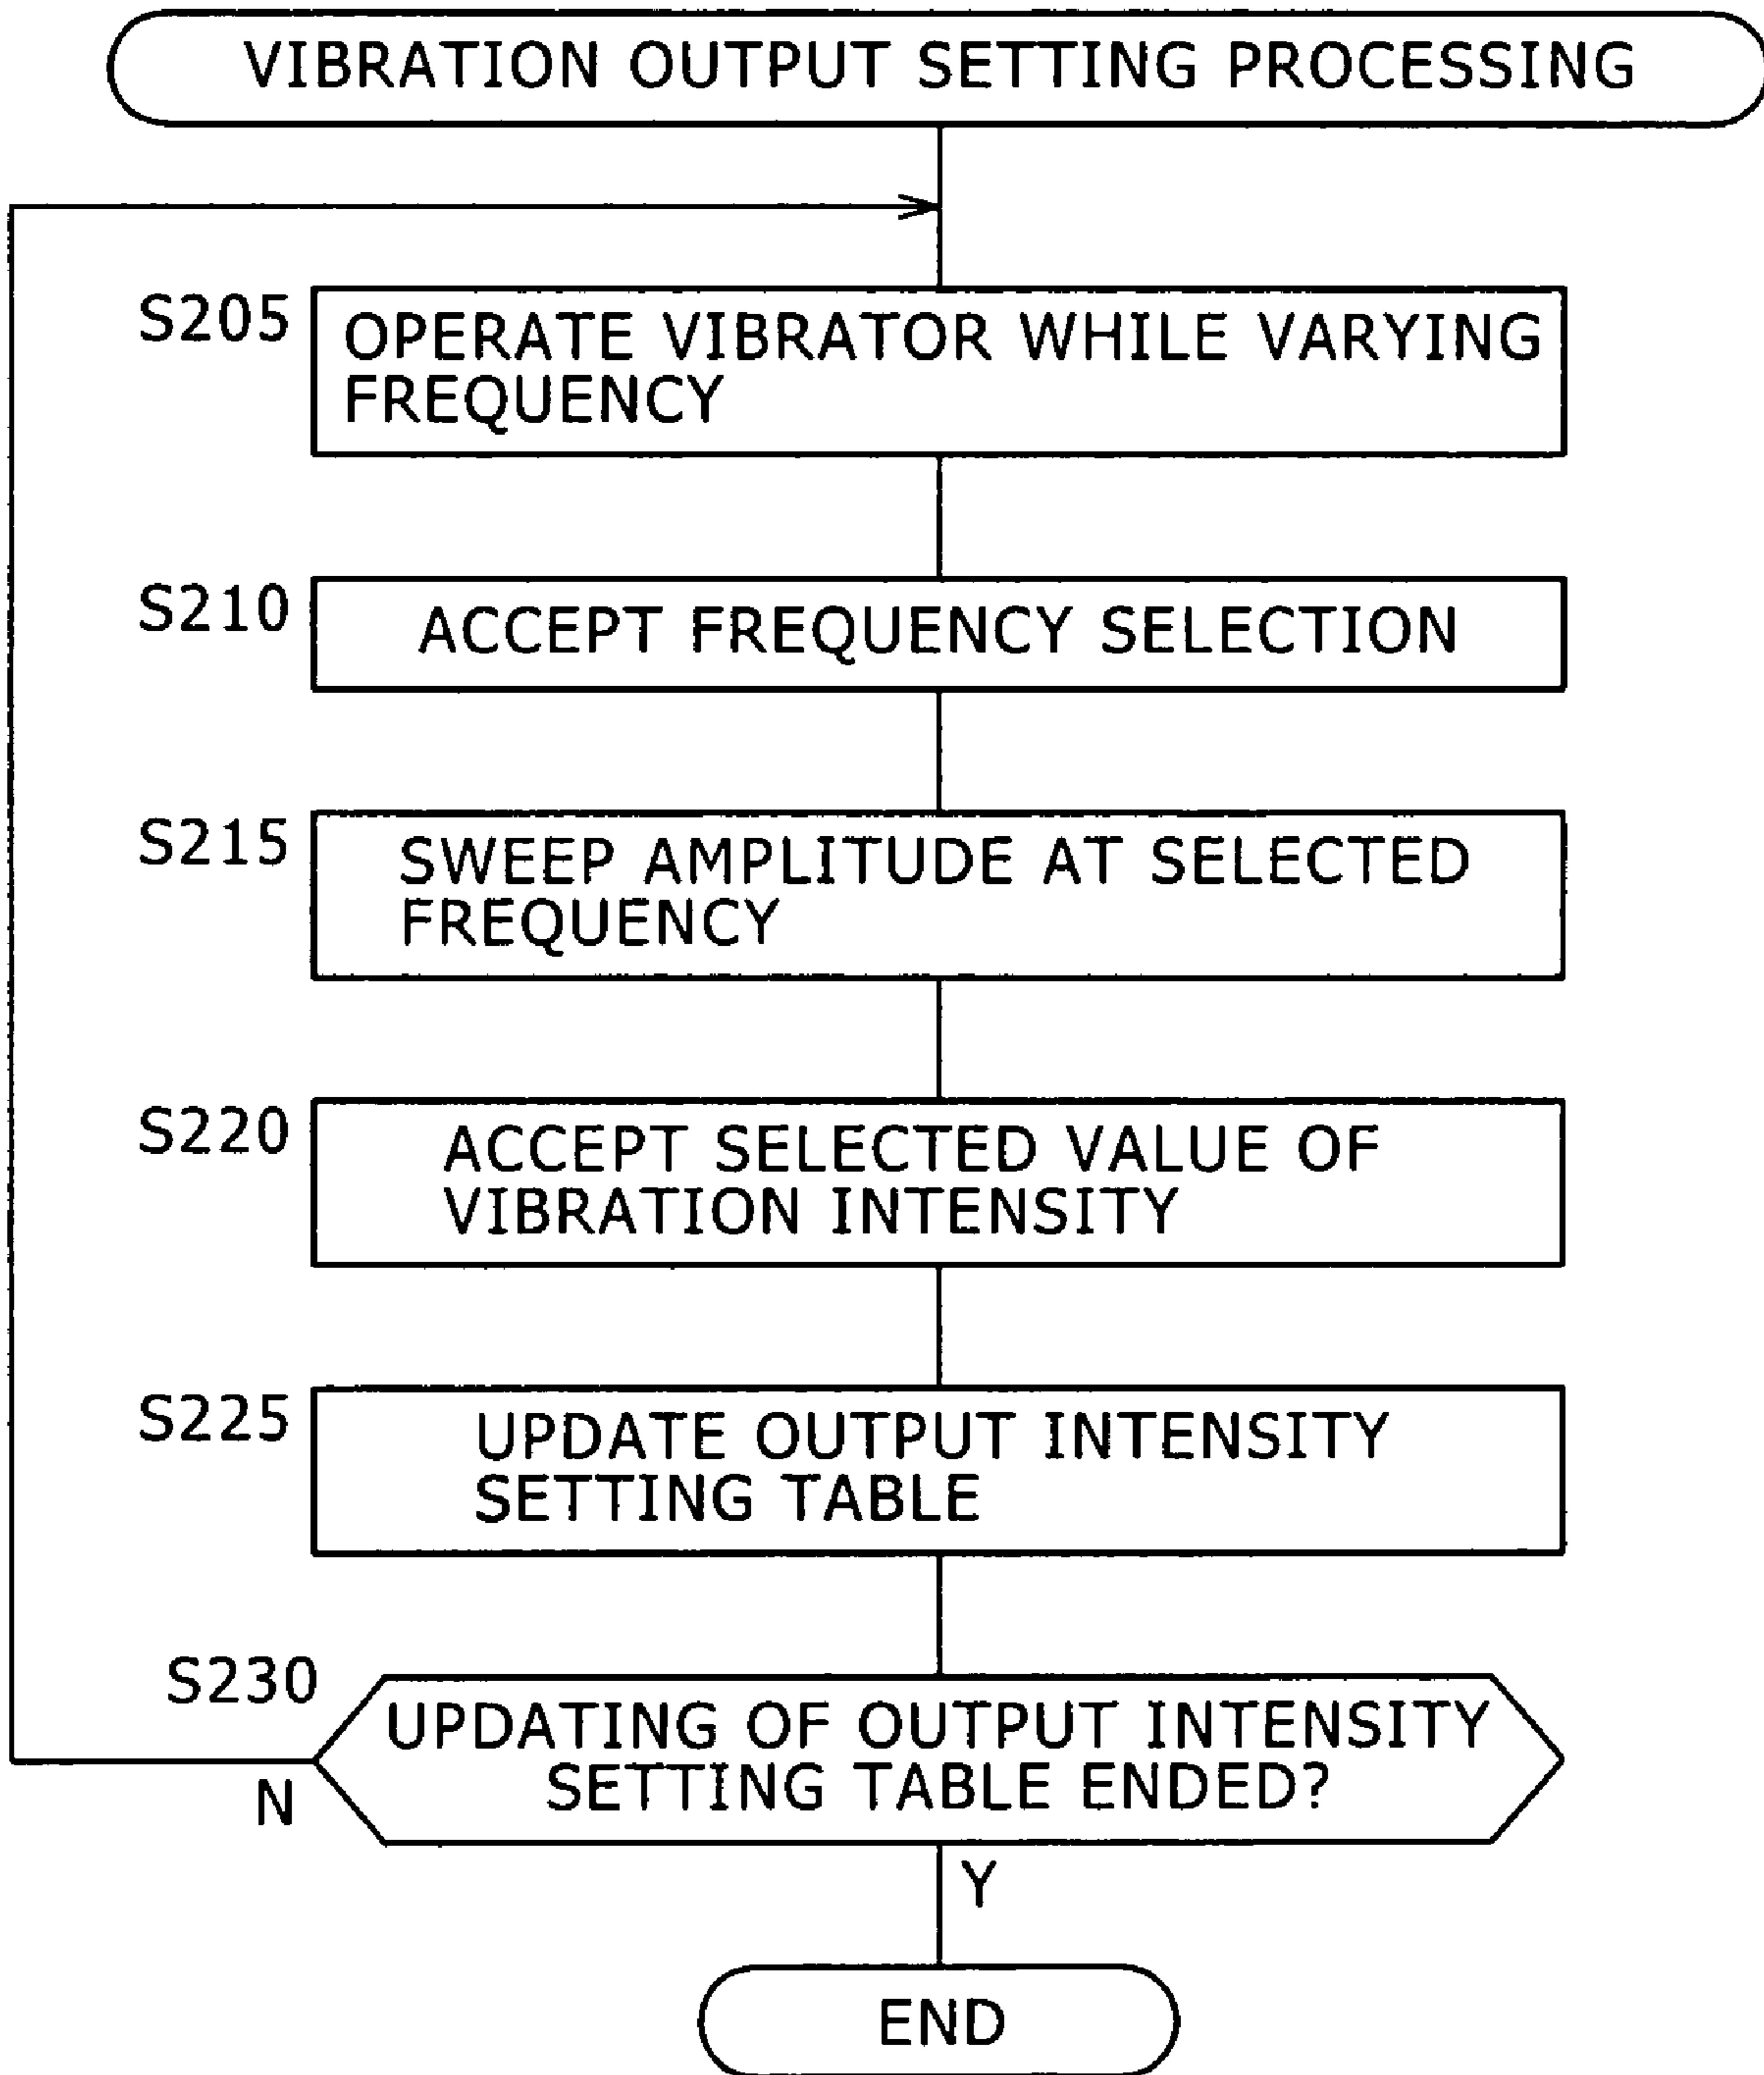 VIBRATION OUTPUT SETTING PROCESSING
S205
OPERATE VIBRATOR WHILE VARYING
FREQUENCY
S210
ACCEPT FREQUENCY SELECTION
S215
SWEEP AMPLITUDE AT SELECTED
FREQUENCY
S220
ACCEPT SELECTED VALUE OF
VIBRATION INTENSITY
S225
UPDATE OUTPUT INTENSITY
SETTING TABLE
S230
UPDATING OF OUTPUT INTENSITY
SETTING TABLE ENDED?
N
Y
END